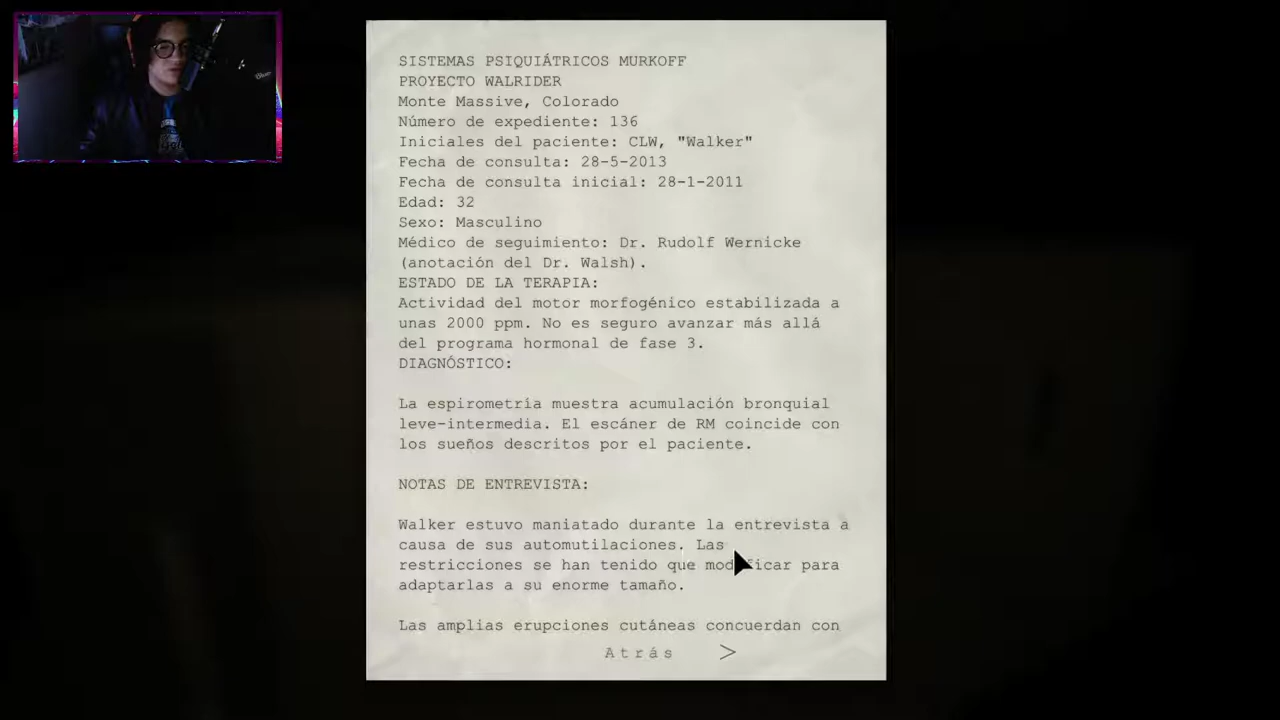 SISTEMAS PSIQUIÁTRICOS MURKOFF
PROYECTO WALRIDER
Monte Massive, Colorado
Número de expediente: 136
Iniciales del paciente: CLW, "Walker"
Fecha de consulta: 28-5-2013
Fecha de consulta inicial: 28-1-2011
Edad: 32
Sexo: Masculino
Médico de seguimiento: Dr. Rudolf Wernicke
(anotación del Dr. Walsh).
ESTADO DE LA TERAPIA:
Actividad del motor morfogénico estabilizada a
unas 2000 ppm. No es seguro avanzar más allá
del programa hormonal de fase 3.
DIAGNÓSTICO:
La espirometría muestra acumulación bronquial
leve-intermedia. El escáner de RM coincide con
los sueños descritos por el paciente.
NOTAS DE ENTREVISTA:
Walker estuvo maniatado durante la entrevista a
causa de sus automutilaciones. Las
restricciones se han tenido que modificar para
adaptarlas a su enorme tamaño.
Las amplias erupciones cutáneas concuerdan con
Atrás >